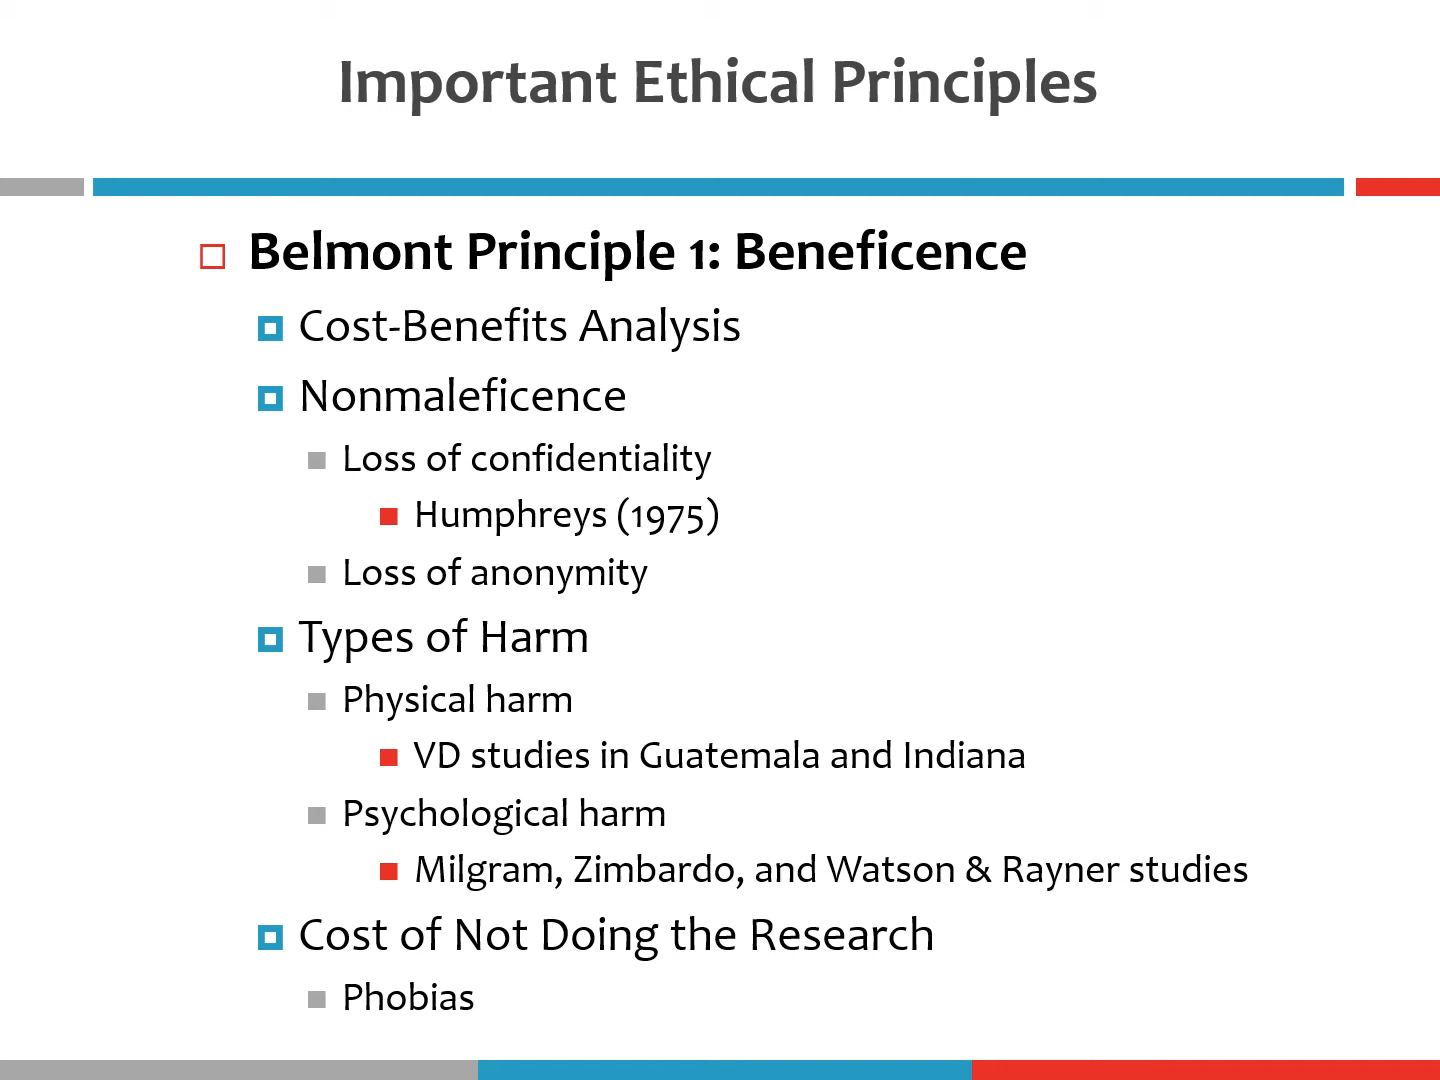 Important Ethical Principles
Belmont Principle 1: Beneficence
Cost-Benefits Analysis
Nonmaleficence
Loss of confidentiality
Humphreys (1975)
Loss of anonymity
Types of Harm
Physical harm
VD studies in Guatemala and Indiana
Psychological harm
Milgram, Zimbardo, and Watson & Rayner studies
Cost of Not Doing the Research
Phobias